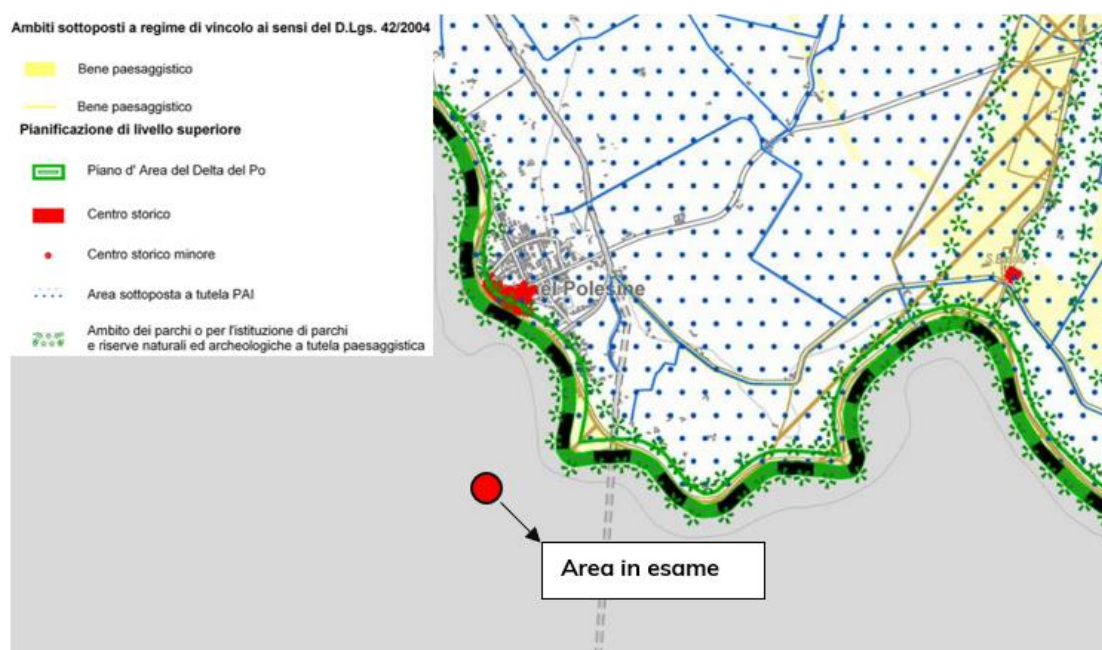 Ambiti sottoposti a regime di vincolo ai sensi del D.Lgs. 42/2004
Bene paesaggistico
Bene paesaggistico
Pianificazione di livello superiore
Piano d' Area del Delta del Po
Centro storico
Centro storico minore
Area sottoposta a tutela PAI
Ambito dei parchi o per l'istituzione di parchi
e riserve naturali ed archeologiche a tutela paesaggistica
el Polesine
Area in esame